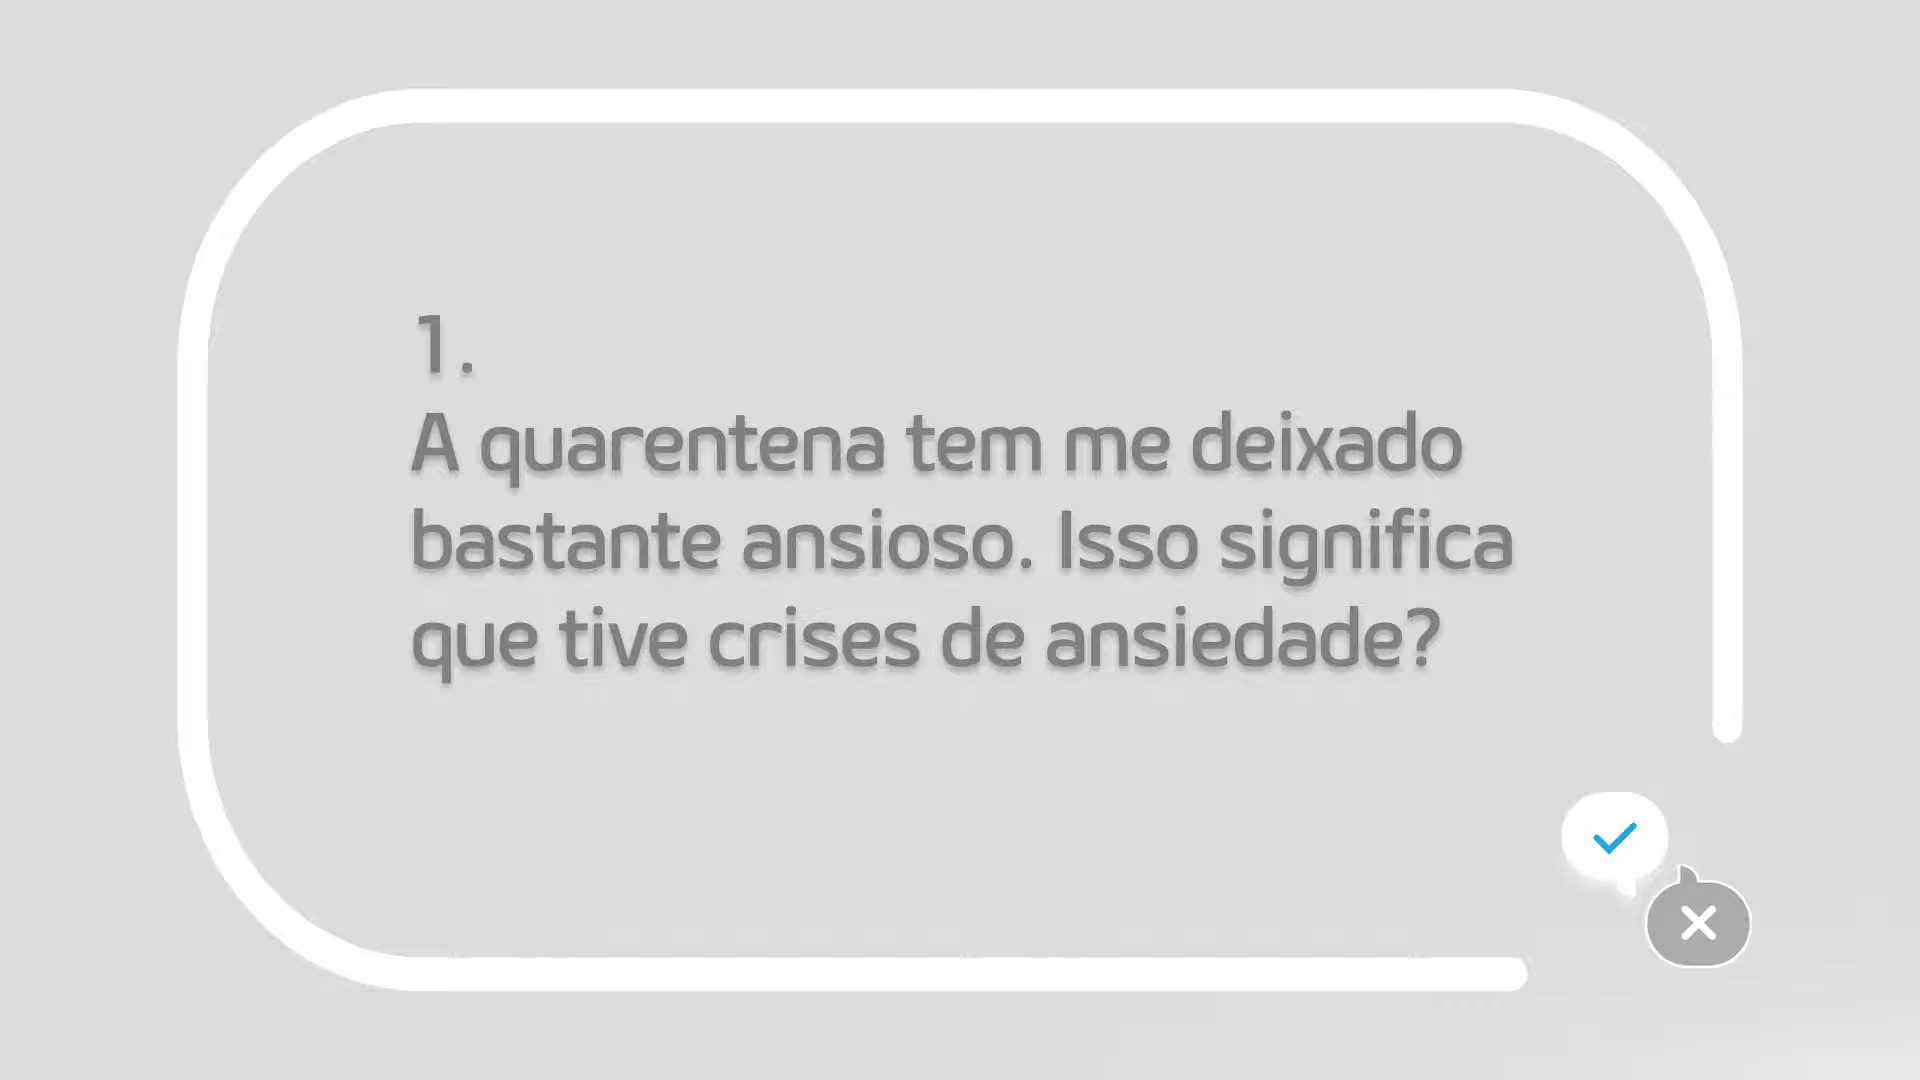 1.
A quarentena tem me deixado
bastante ansioso. Isso significa
que tive crises de ansiedade?